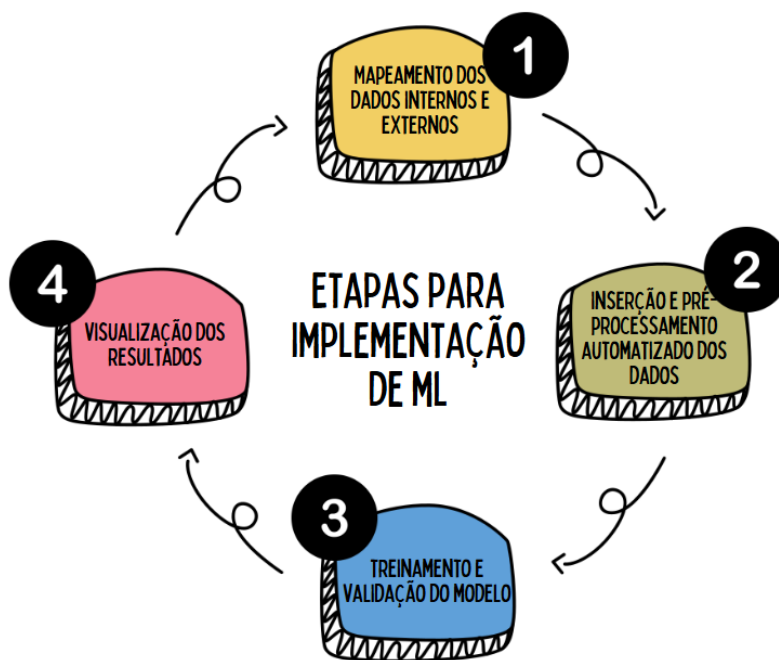 1
MAPEAMENTO DOS
DADOS INTERNOS E
EXTERNOS
2
INSERÇÃO E PRÉ-
PROCESSAMENTO
AUTOMATIZADO DOS
DADOS
ETAPAS PARA
IMPLEMENTAÇÃO
DE ML
3
TREINAMENTO E
VALIDAÇÃO DO MODELO
4
VISUALIZAÇÃO DOS
RESULTADOS